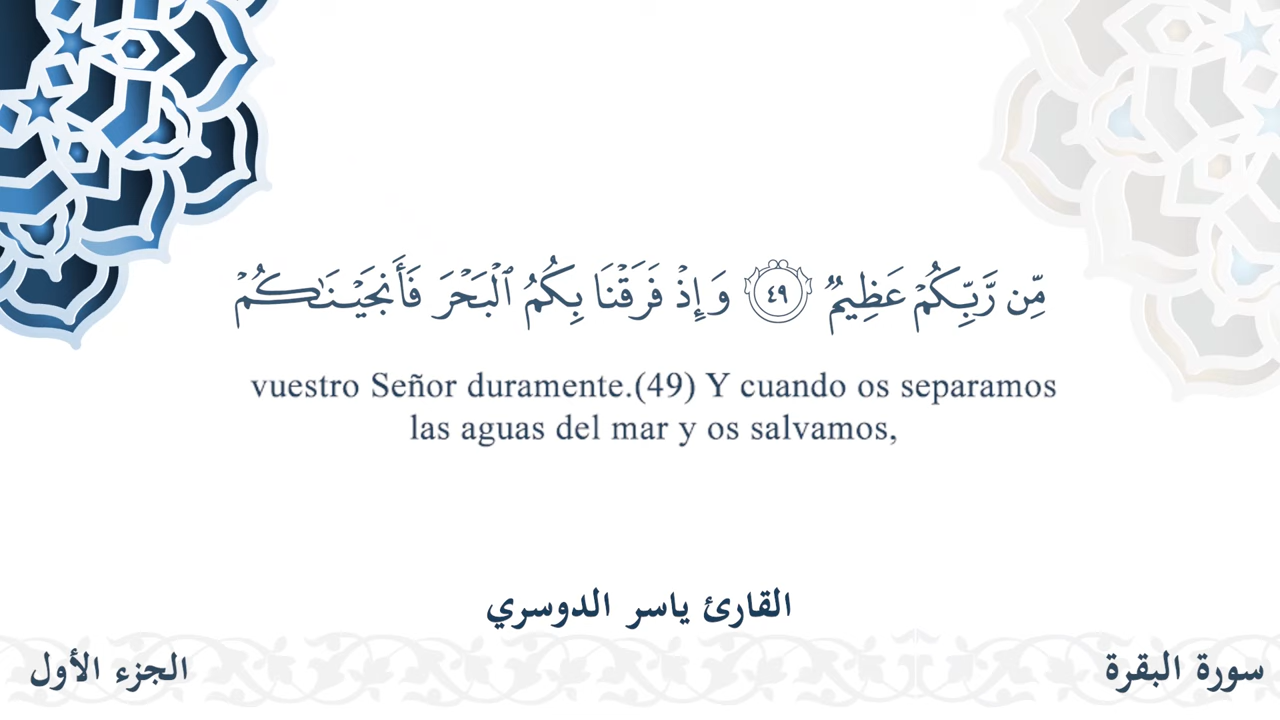 مِّن رَّبِّكُمْ عَظِيمٌ ٤٩ وَإِذْ فَرَقْنَا بِكُمُ ٱلْبَحْرَ فَأَنجَيْنَـٰكُمْ
vuestro Señor duramente.(49) Y cuando os separamos
las aguas del mar y os salvamos,
القارئ ياسر الدوسري
سورة البقرة
الجزء الأول